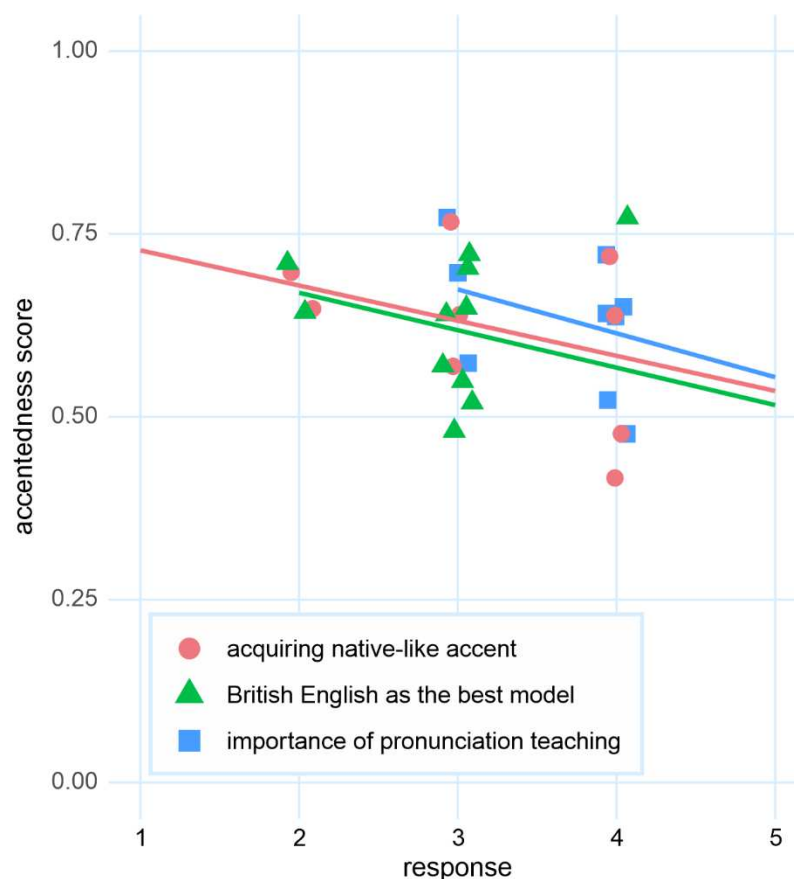 1.00
0.75
0.50
0.25
0.00
accentedness score
acquiring native-like accent
British English as the best model
importance of pronunciation teaching
1 2 3 4 5
response